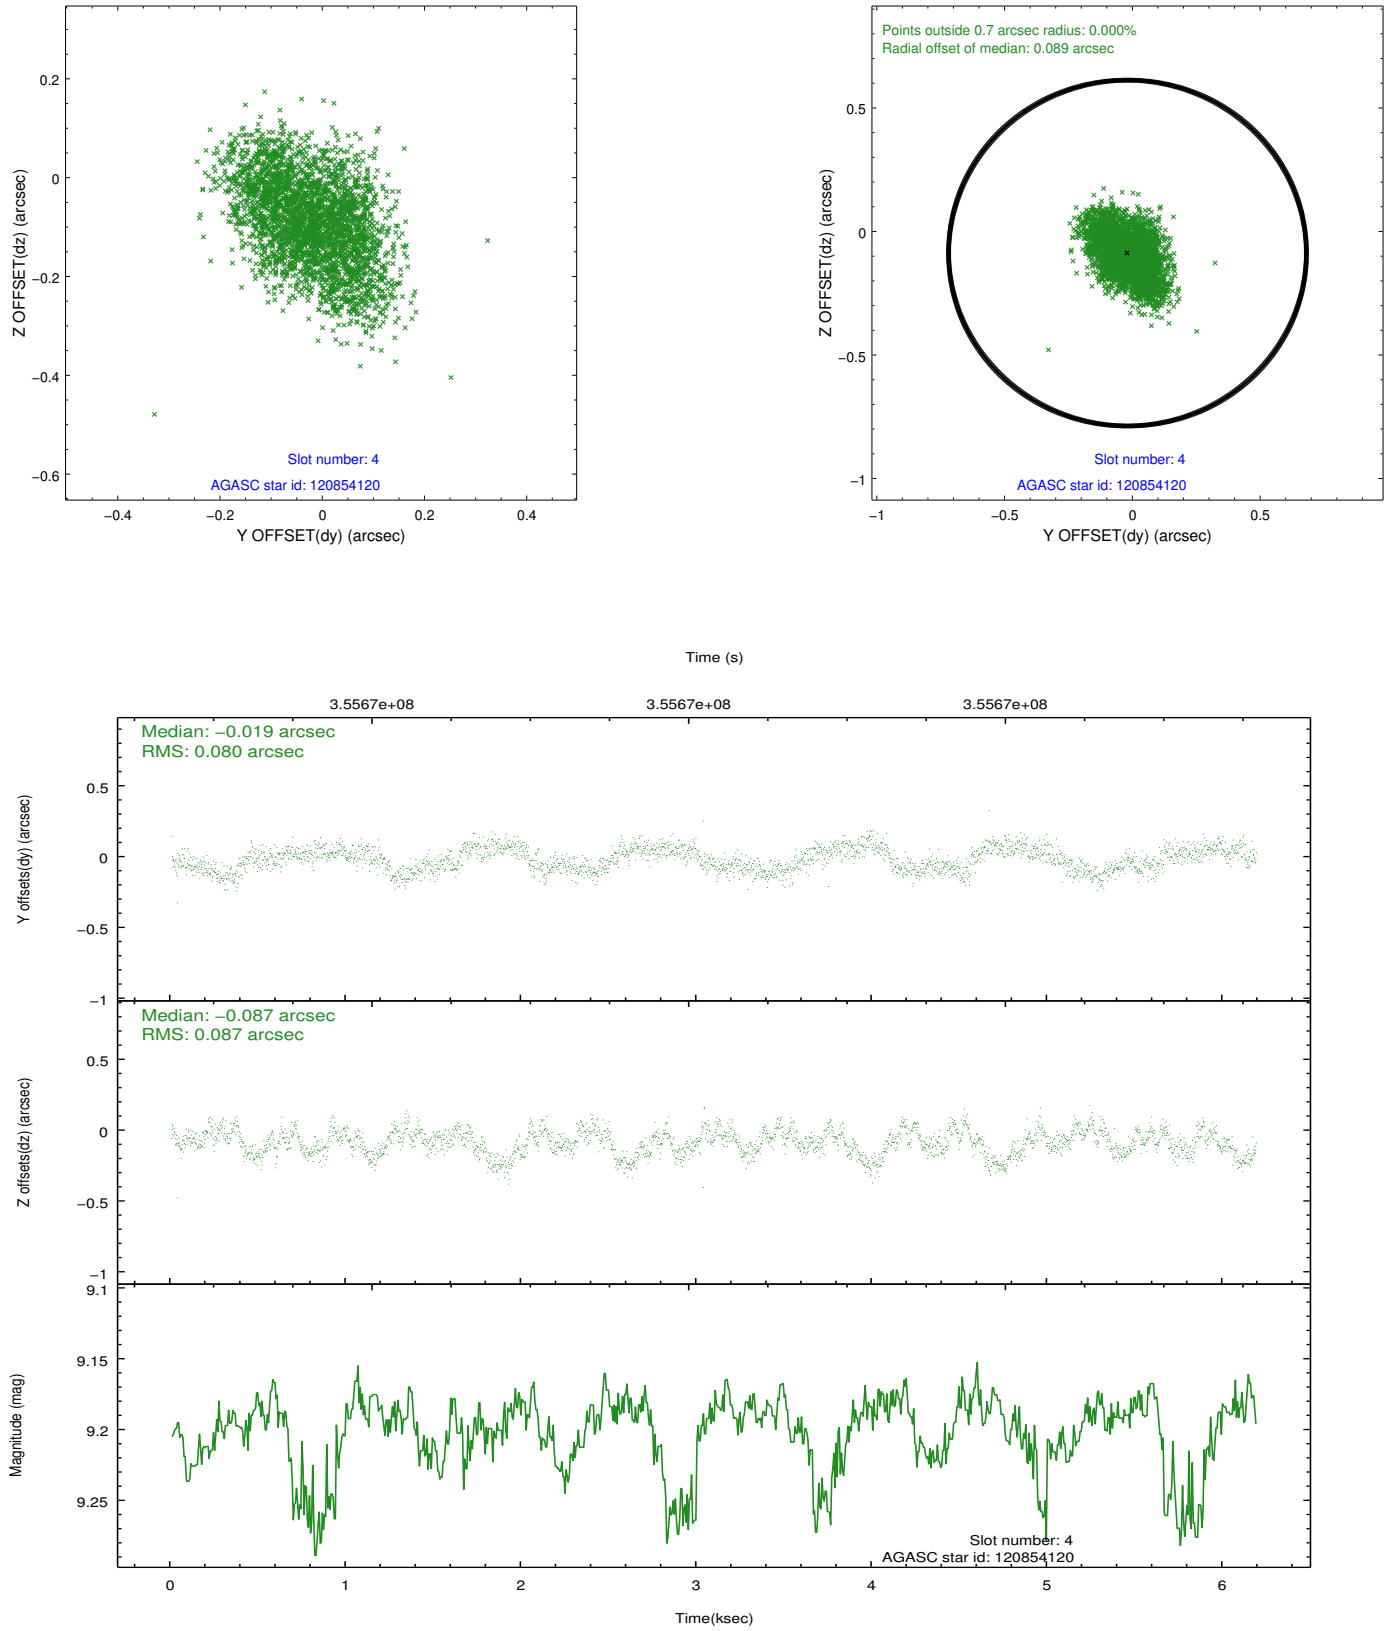 0.2
0
−0.2
−0.4
−0.6
Z OFFSET(dz) (arcsec)
Slot number: 4
AGASC star id: 120854120
−0.4
−0.2
0
0.2
0.4
Y OFFSET(dy) (arcsec)
Points outside 0.7 arcsec radius: 0.000%
Radial offset of median: 0.089 arcsec
0.5
0
−0.5
−1
Z OFFSET(dz) (arcsec)
Slot number: 4
AGASC star id: 120854120
−1
−0.5
0
0.5
Y OFFSET(dy) (arcsec)
Time (s)
3.5567e+08
3.5567e+08
3.5567e+08
Median: −0.019 arcsec
RMS: 0.080 arcsec
0.5
0
−0.5
−1
Y offsets(dy) (arcsec)
Median: −0.087 arcsec
RMS: 0.087 arcsec
0.5
0
−0.5
−1
Z offsets(dz) (arcsec)
9.1
9.15
9.2
9.25
Magnitude (mag)
Slot number: 4
AGASC star id: 120854120
0
1
2
3
4
5
6
Time(ksec)